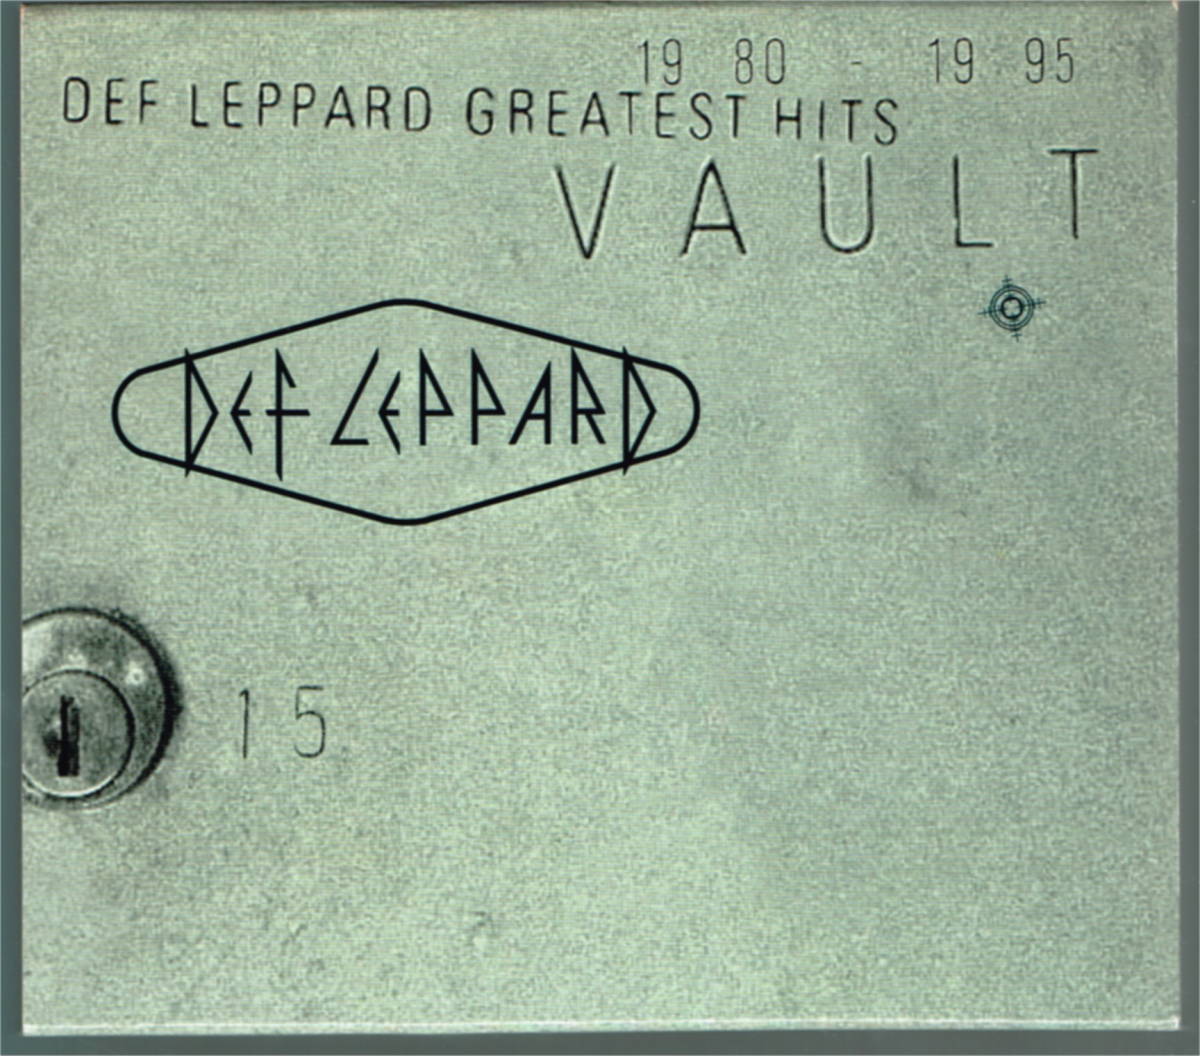 19 80 - 19 95
DEF LEPPARD GREATEST HITS
VAULT
DEF LEPPARD
15